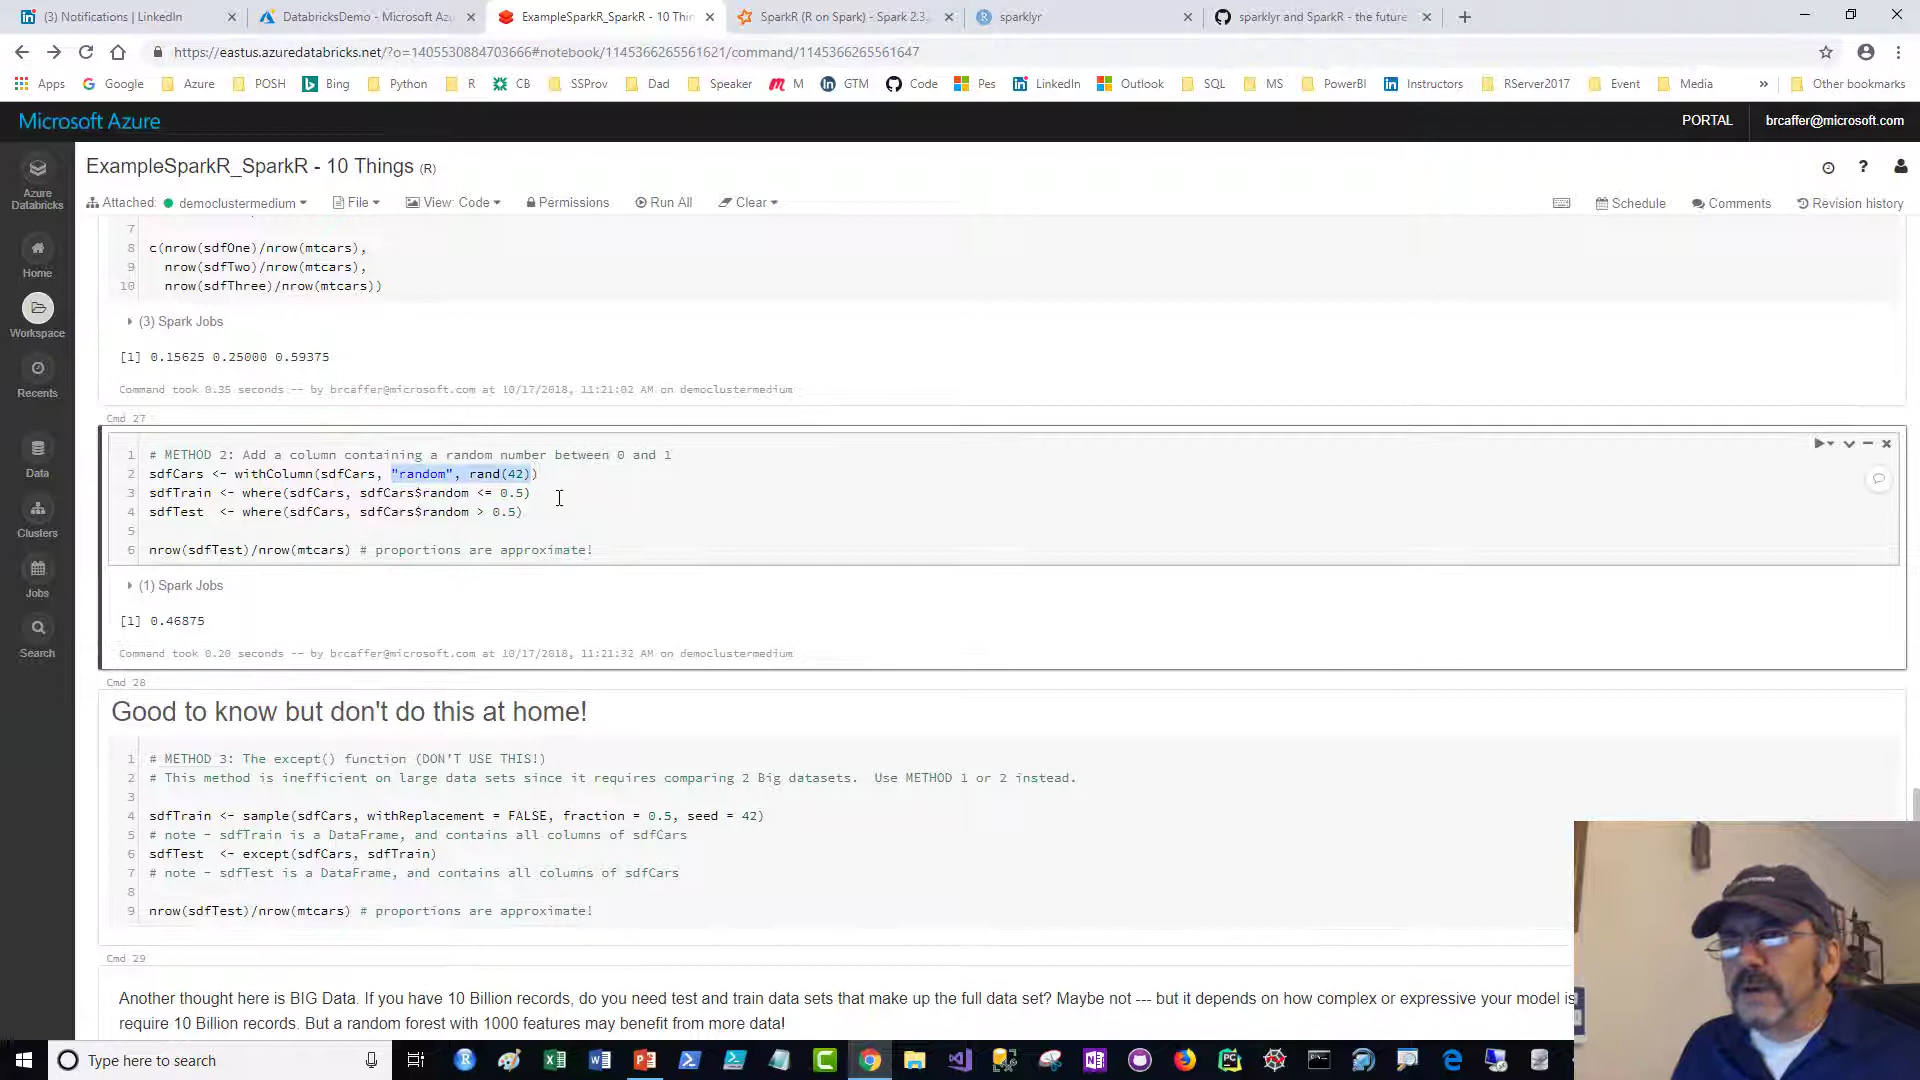 (3) Notifications | LinkedIn
DatabricksDemo - Microsoft Az
ExampleSparkR_SparkR - 10 Thin
SparkR (R on Spark) - Spark 2.3.
sparklyr
sparklyr and SparkR - the future
https://eastus.azuredatabricks.net/?o=1405530884703666#notebook/1145366265561621/command/1145366265561647
Apps Google Azure POSH Bing Python R CB SSProv Dad Speaker M GTM Code Pes LinkedIn Outlook SQL MS PowerBI Instructors RServer2017 Event Media » Other bookmarks
Microsoft Azure
PORTAL
brcaffer@microsoft.com
Azure Databricks
Home
Workspace
Recents
Data
Clusters
Jobs
Search
ExampleSparkR_SparkR - 10 Things (R)
Attached: democlustermedium File View: Code Permissions Run All Clear Schedule Comments Revision history
7
8 c(nrow(sdfOne)/nrow(mtcars),
9 nrow(sdfTwo)/nrow(mtcars),
10 nrow(sdfThree)/nrow(mtcars))
(3) Spark Jobs
[1] 0.15625 0.25000 0.59375
Command took 0.35 seconds -- by brcaffer@microsoft.com at 10/17/2018, 11:21:02 AM on democlustermedium
Cmd 27
1 # METHOD 2: Add a column containing a random number between 0 and 1
2 sdfCars <- withColumn(sdfCars, "random", rand(42))
3 sdfTrain <- where(sdfCars, sdfCars$random <= 0.5)
4 sdfTest <- where(sdfCars, sdfCars$random > 0.5)
5
6 nrow(sdfTest)/nrow(mtcars) # proportions are approximate!
(1) Spark Jobs
[1] 0.46875
Command took 0.20 seconds -- by brcaffer@microsoft.com at 10/17/2018, 11:21:32 AM on democlustermedium
Cmd 28
Good to know but don't do this at home!
1 # METHOD 3: The except() function (DON'T USE THIS!)
2 # This method is inefficient on large data sets since it requires comparing 2 Big datasets. Use METHOD 1 or 2 instead.
3
4 sdfTrain <- sample(sdfCars, withReplacement = FALSE, fraction = 0.5, seed = 42)
5 # note - sdfTrain is a DataFrame, and contains all columns of sdfCars
6 sdfTest <- except(sdfCars, sdfTrain)
7 # note - sdfTest is a DataFrame, and contains all columns of sdfCars
8
9 nrow(sdfTest)/nrow(mtcars) # proportions are approximate!
Cmd 29
Another thought here is BIG Data. If you have 10 Billion records, do you need test and train data sets that make up the full data set? Maybe not --- but it depends on how complex or expressive your model is
require 10 Billion records. But a random forest with 1000 features may benefit from more data!
Type here to search